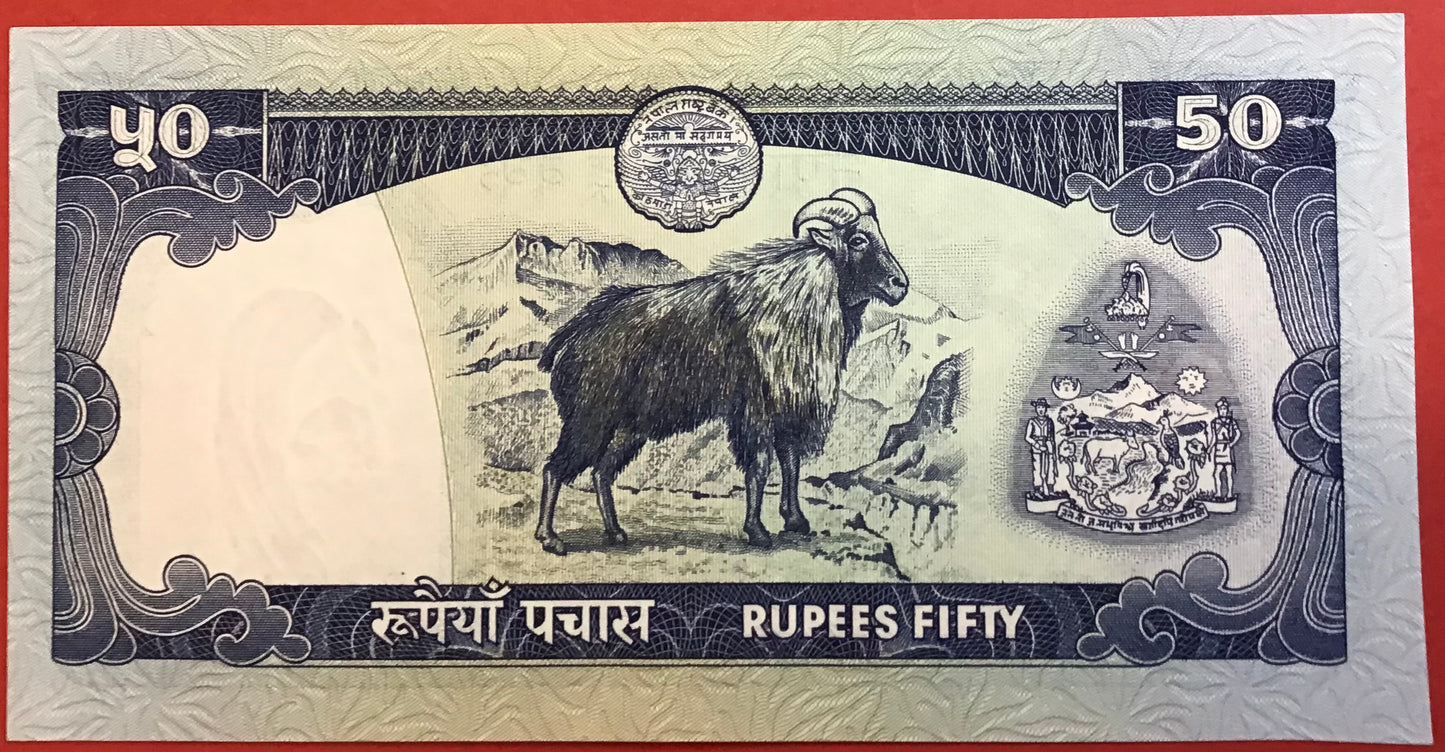 ५० 50
नेपाल राष्ट्र बैंक
असतो मा सद्गमय
नेपाल
रूपैयाँ पचास RUPEES FIFTY